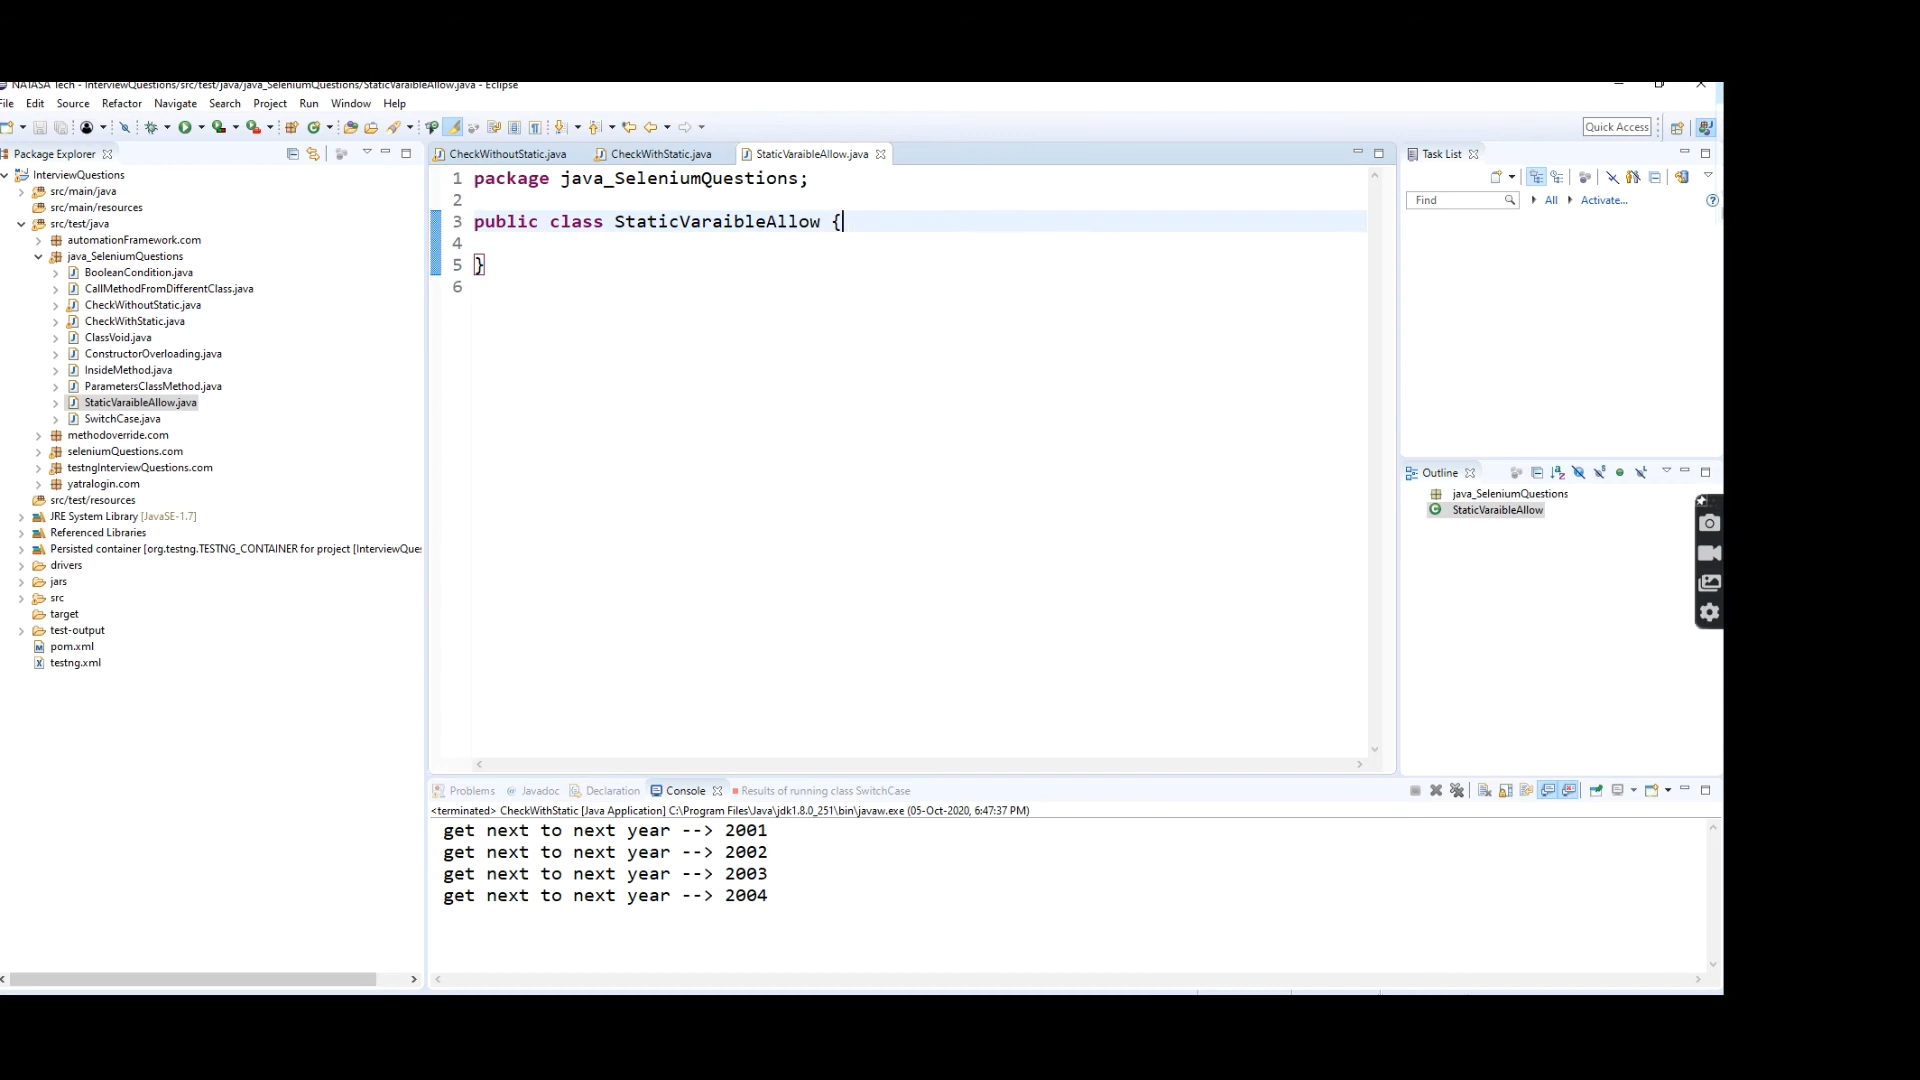 NATASA Tech - InterviewQuestions/src/test/java/java_SeleniumQuestions/StaticVaraibleAllow.java - Eclipse
File Edit Source Refactor Navigate Search Project Run Window Help
Quick Access
Package Explorer
InterviewQuestions
src/main/java
src/main/resources
src/test/java
automationFramework.com
java_SeleniumQuestions
BooleanCondition.java
CallMethodFromDifferentClass.java
CheckWithoutStatic.java
CheckWithStatic.java
ClassVoid.java
ConstructorOverloading.java
InsideMethod.java
ParametersClassMethod.java
StaticVaraibleAllow.java
SwitchCase.java
methodoverride.com
seleniumQuestions.com
testngInterviewQuestions.com
yatralogin.com
src/test/resources
JRE System Library [JavaSE-1.7]
Referenced Libraries
Persisted container [org.testng.TESTNG_CONTAINER for project [InterviewQues
drivers
jars
src
target
test-output
pom.xml
testng.xml
CheckWithoutStatic.java CheckWithStatic.java StaticVaraibleAllow.java
1 package java_SeleniumQuestions;
2
3 public class StaticVaraibleAllow {
4
5 }
6
Task List
Find All Activate...
Outline
java_SeleniumQuestions
StaticVaraibleAllow
Problems @ Javadoc Declaration Console Results of running class SwitchCase
<terminated> CheckWithStatic [Java Application] C:\Program Files\Java\jdk1.8.0_251\bin\javaw.exe (05-Oct-2020, 6:47:37 PM)
get next to next year --> 2001
get next to next year --> 2002
get next to next year --> 2003
get next to next year --> 2004